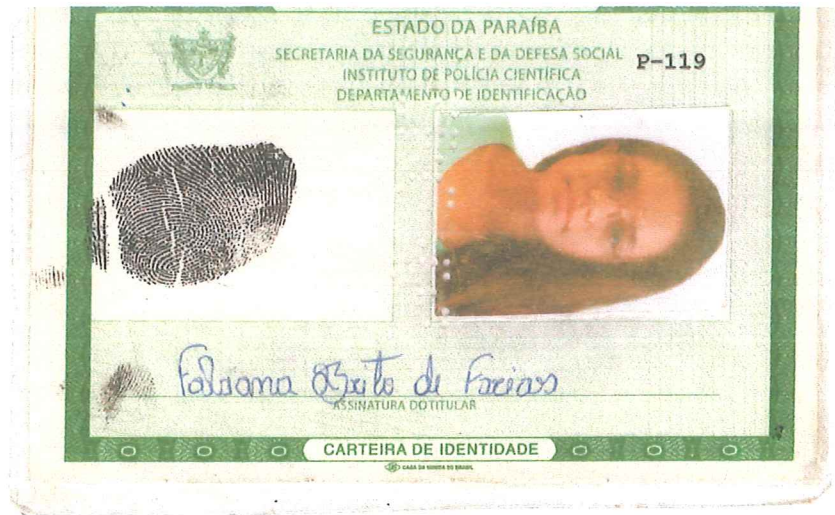 ESTADO DA PARAÍBA
SECRETARIA DA SEGURANÇA E DA DEFESA SOCIAL
P-119
INSTITUTO DE POLÍCIA CIENTÍFICA
DEPARTAMENTO DE IDENTIFICAÇÃO
Fabiana Brito de Farias
ASSINATURA DO TITULAR
CARTEIRA DE IDENTIDADE
CASA DA MOEDA DO BRASIL